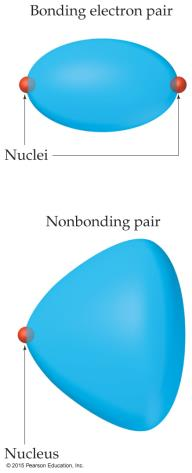 Bonding electron pair
Nuclei
Nonbonding pair
Nucleus
© 2015 Pearson Education, Inc.